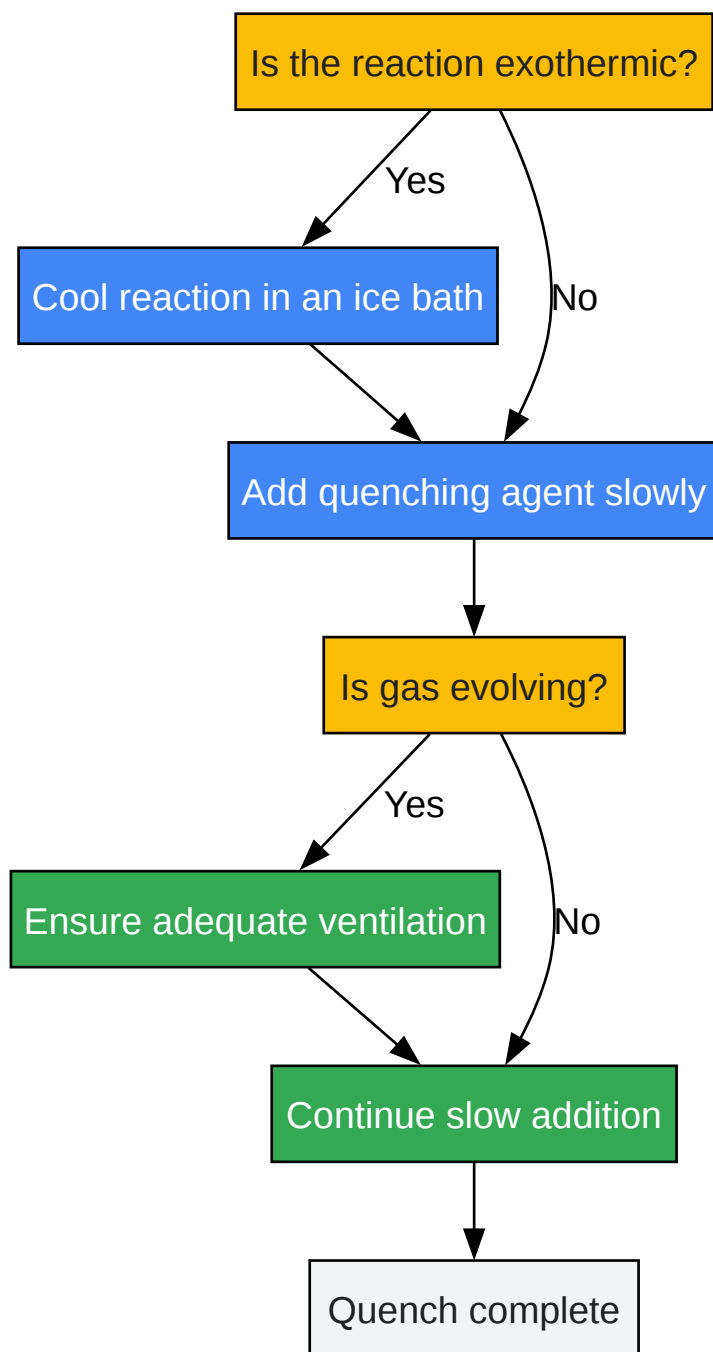 Is the reaction exothermic?
Yes
Cool reaction in an ice bath
No
Add quenching agent slowly
Is gas evolving?
Yes
Ensure adequate ventilation
No
Continue slow addition
Quench complete